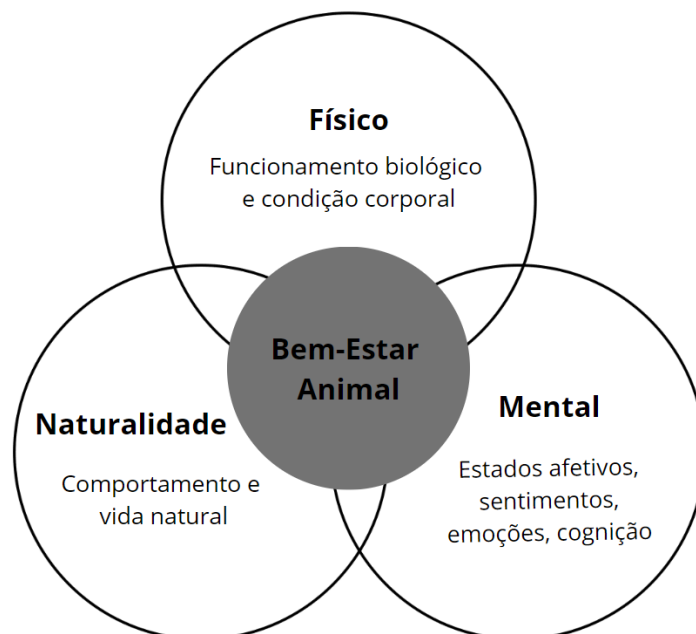 Físico
Funcionamento biológico
e condição corporal
Bem-Estar
Animal
Naturalidade
Comportamento e
vida natural
Mental
Estados afetivos,
sentimentos,
emoções, cognição